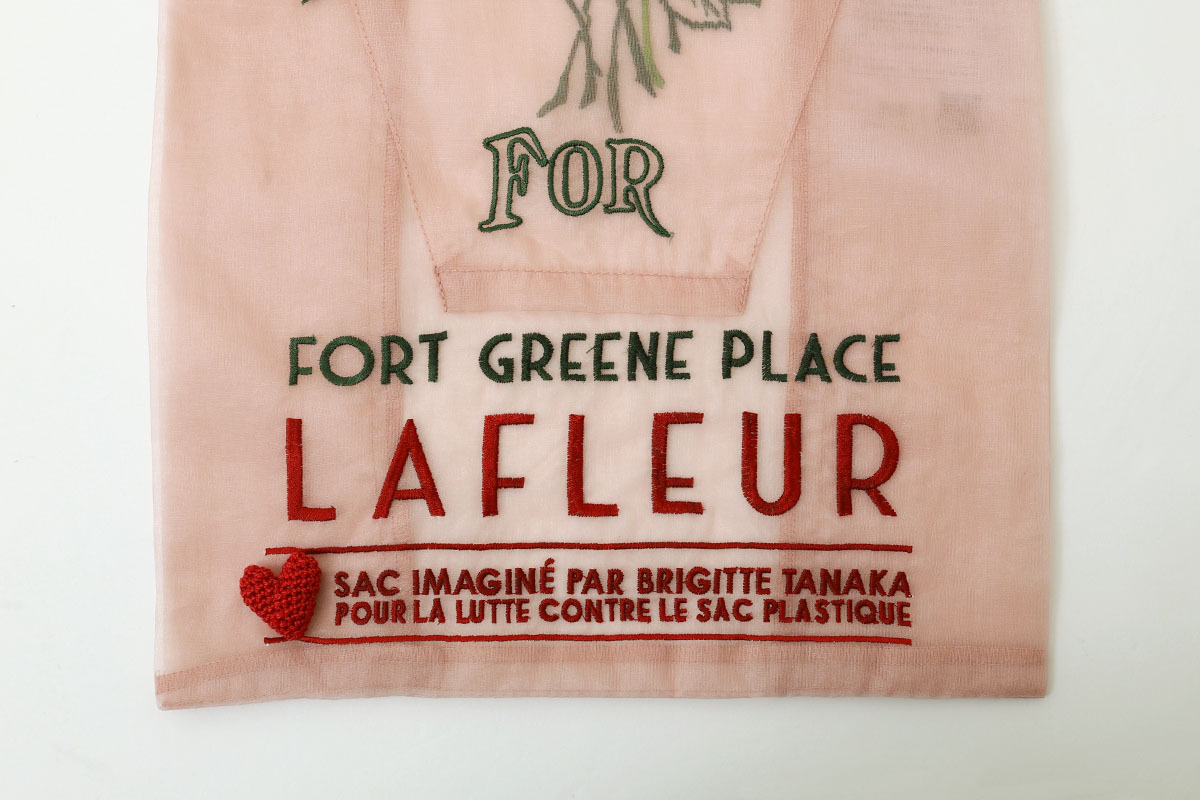 FOR
FORT GREENE PLACE
LAFLEUR
SAC IMAGINÉ PAR BRIGITTE TANAKA
POUR LA LUTTE CONTRE LE SAC PLASTIQUE